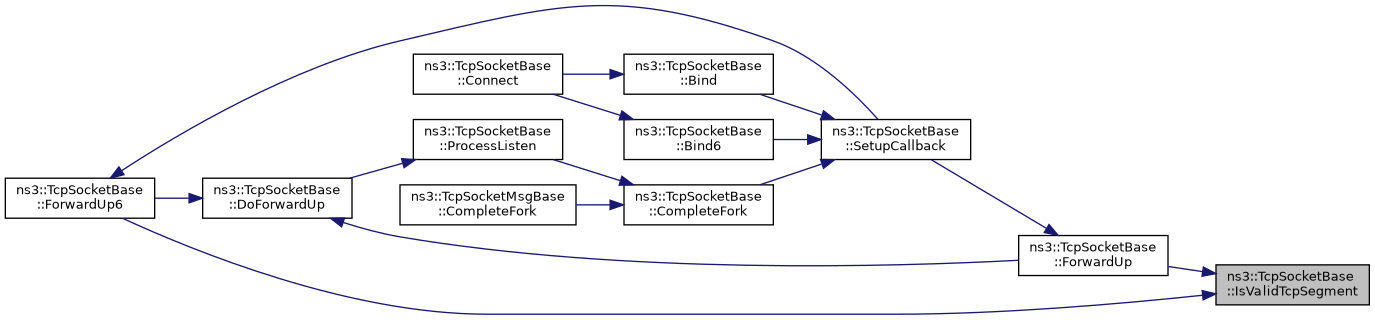 ns3::TcpSocketBase
::Connect
ns3::TcpSocketBase
::Bind
ns3::TcpSocketBase
::ProcessListen
ns3::TcpSocketBase
::Bind6
ns3::TcpSocketBase
::SetupCallback
ns3::TcpSocketBase
::ForwardUp6
ns3::TcpSocketBase
::DoForwardUp
ns3::TcpSocketMsgBase
::CompleteFork
ns3::TcpSocketBase
::CompleteFork
ns3::TcpSocketBase
::ForwardUp
ns3::TcpSocketBase
::IsValidTcpSegment